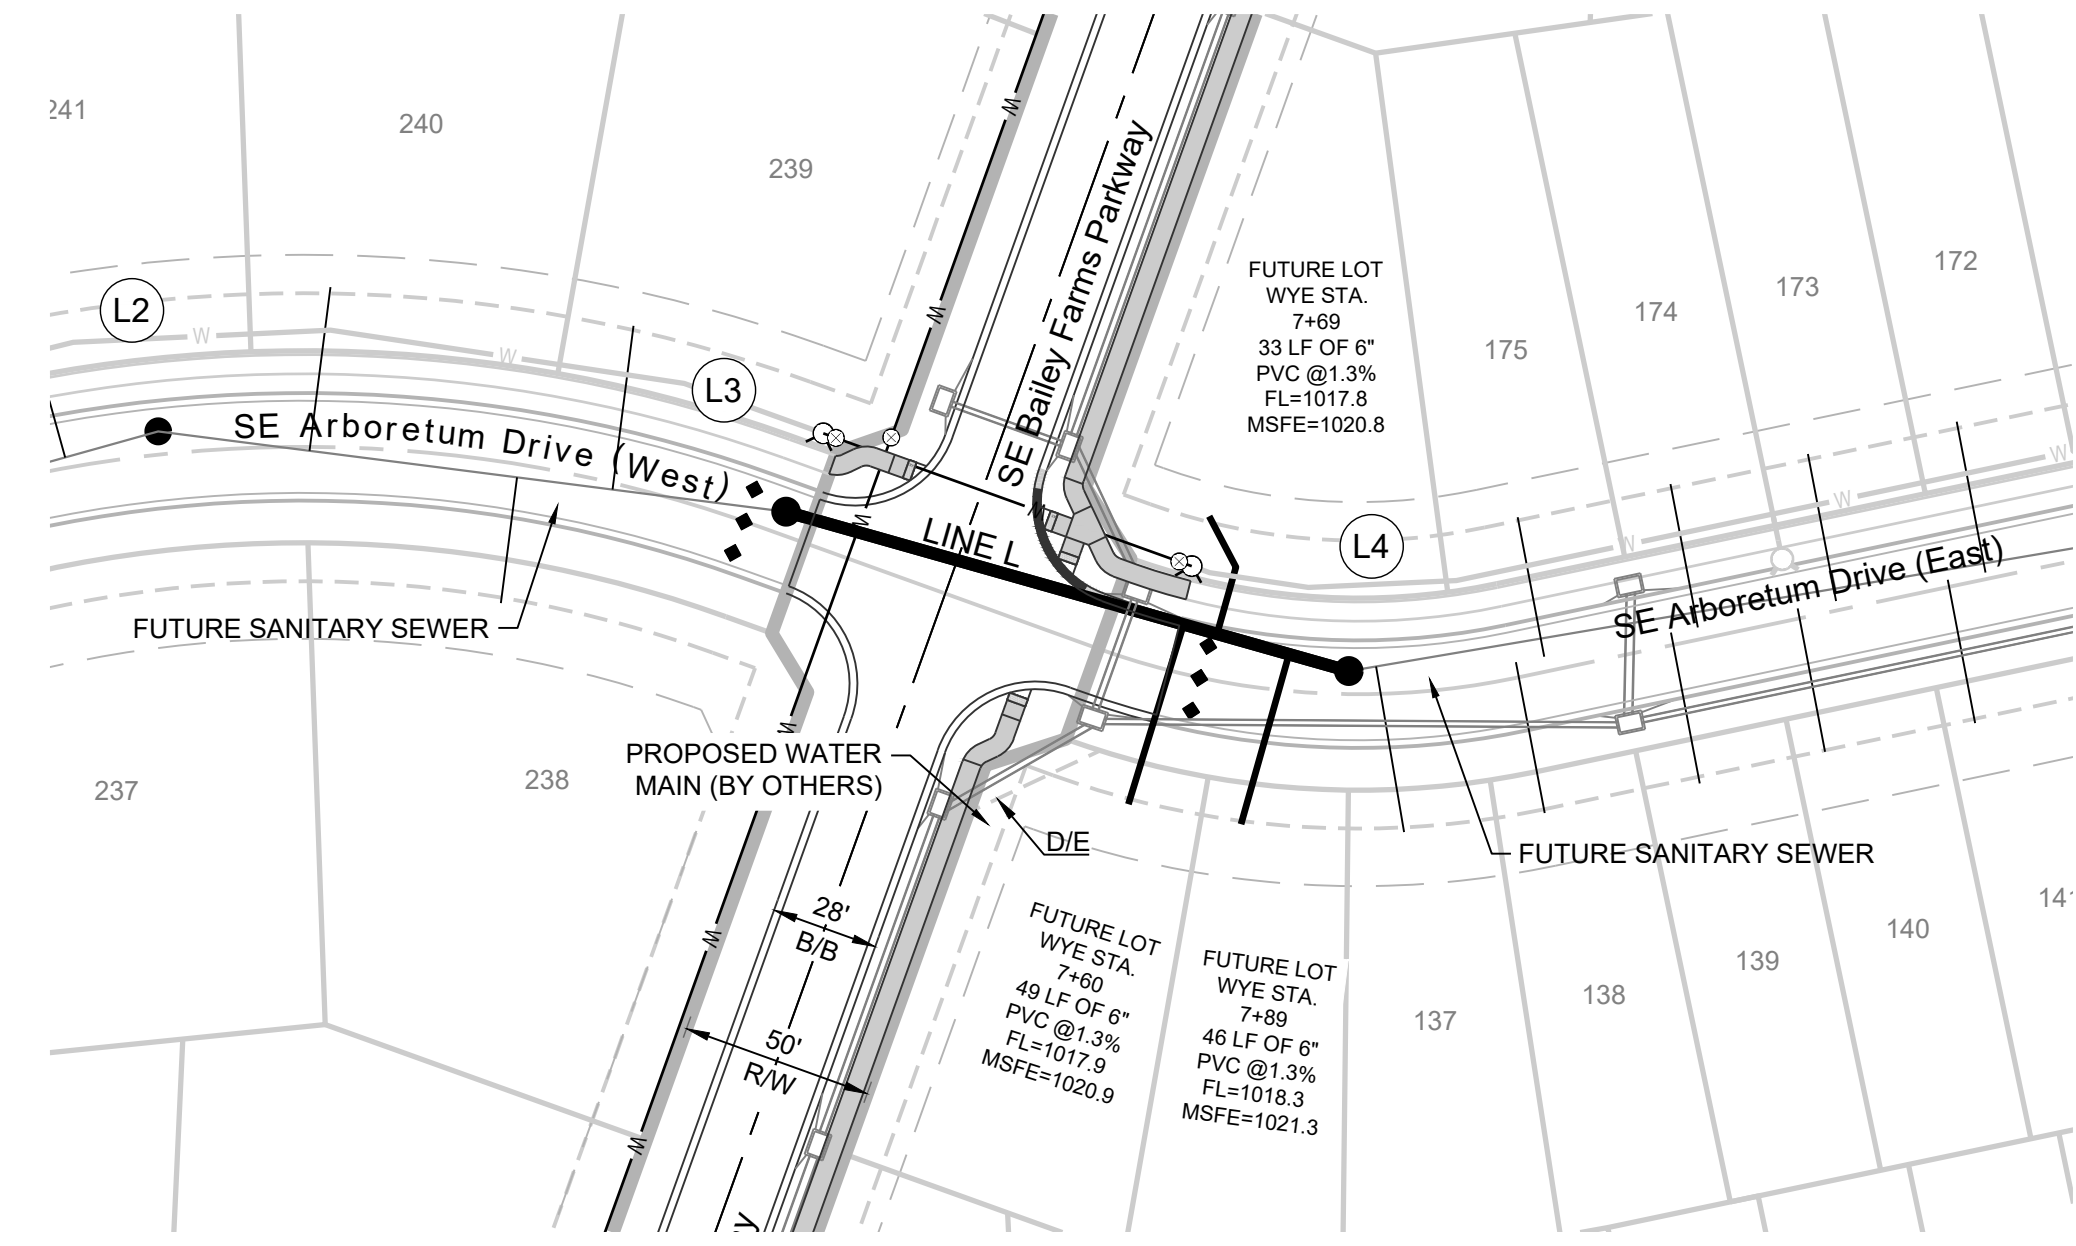 241
240
239
L2
L3
SE Arboretum Drive (West)
W
W
W
W
W
W
W
W
W
W
W
W
SE Bailey Farms Parkway
LINE L
FUTURE LOT
WYE STA.
7+69
33 LF OF 6"
PVC @1.3%
FL=1017.8
MSFE=1020.8
175
174
173
172
L4
SE Arboretum Drive (East)
FUTURE SANITARY SEWER
237
238
PROPOSED WATER
MAIN (BY OTHERS)
D/E
FUTURE SANITARY SEWER
28'
B/B
50'
R/W
FUTURE LOT
WYE STA.
7+60
49 LF OF 6"
PVC @1.3%
FL=1017.9
MSFE=1020.9
FUTURE LOT
WYE STA.
7+89
46 LF OF 6"
PVC @1.3%
FL=1018.3
MSFE=1021.3
137
138
139
140
141